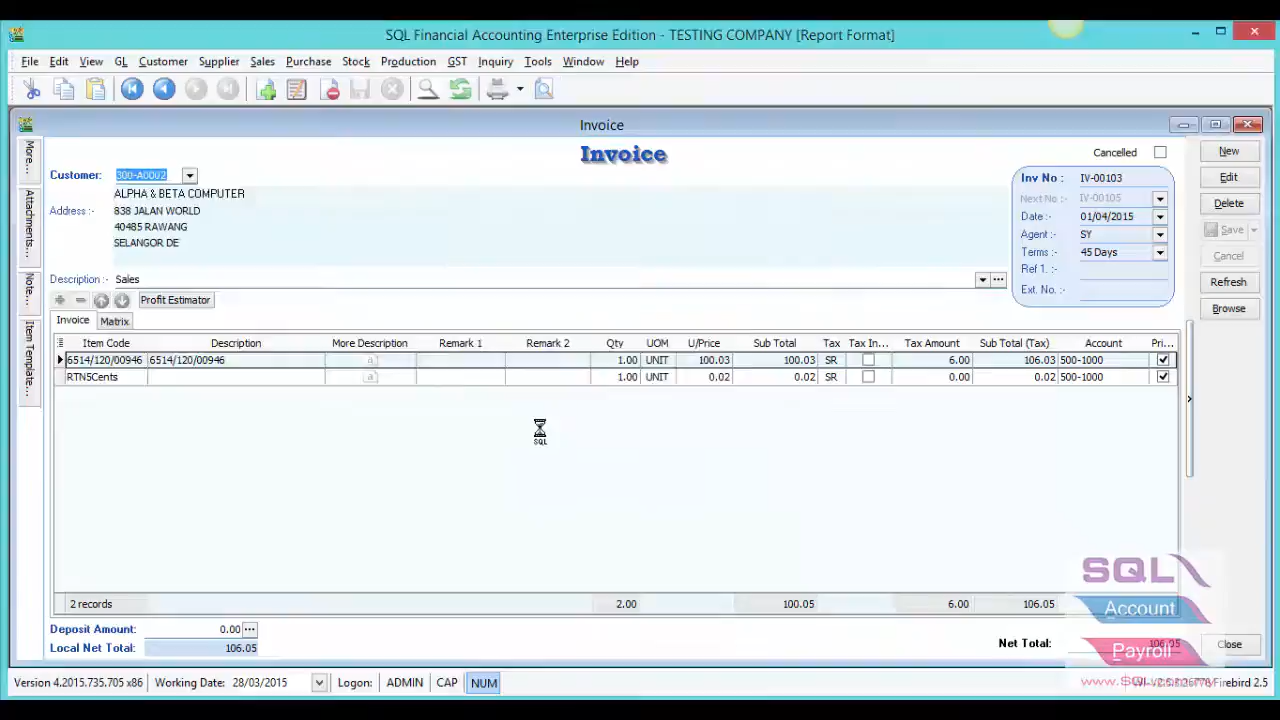 SQL Financial Accounting Enterprise Edition - TESTING COMPANY [Report Format]
File Edit View GL Customer Supplier Sales Purchase Stock Production GST Inquiry Tools Window Help
Invoice
Invoice
More...
Attachments...
Note...
Item Template...
Customer: 300-A0002
ALPHA & BETA COMPUTER
Address :- 838 JALAN WORLD
40485 RAWANG
SELANGOR DE
Description :- Sales
Cancelled
Inv No : IV-00103
Next No :- IV-00105
Date :- 01/04/2015
Agent :- SY
Terms :- 45 Days
Ref 1. :-
Ext. No. :-
New
Edit
Delete
Save
Cancel
Refresh
Browse
Profit Estimator
Invoice Matrix
Item Code Description More Description Remark 1 Remark 2 Qty UOM U/Price Sub Total Tax Tax In... Tax Amount Sub Total (Tax) Account Pri...
6514/120/00946 6514/120/00946 1.00 UNIT 100.03 100.03 SR 6.00 106.03 500-1000
RTN5Cents 1.00 UNIT 0.02 0.02 SR 0.00 0.02 500-1000
SQL
2 records 2.00 100.05 6.00 106.05
Deposit Amount: 0.00
Local Net Total: 106.05
Net Total: 106.05
Close
SQL
Account
Payroll
Version 4.2015.735.705 x86 Working Date: 28/03/2015 Logon: ADMIN CAP NUM
Firebird 2.5